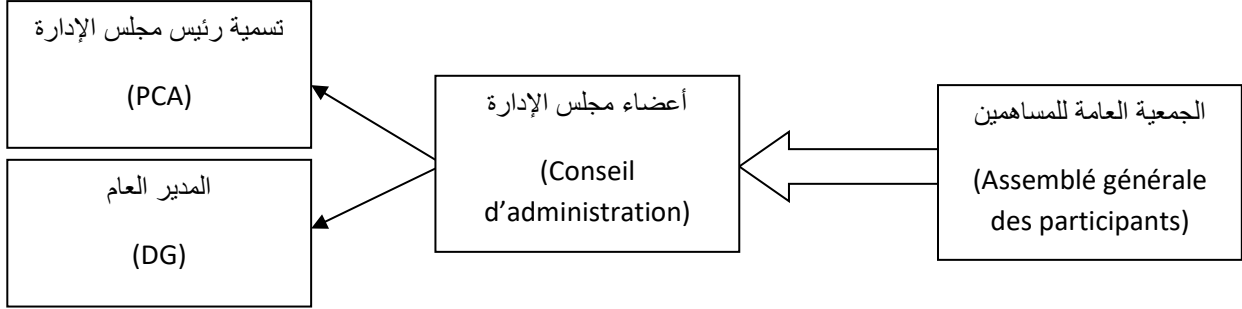 الجمعية العامة للمساهمين
(Assemblé générale
des participants)
أعضاء مجلس الإدارة
(Conseil
d’administration)
تسمية رئيس مجلس الإدارة
(PCA)
المدير العام
(DG)